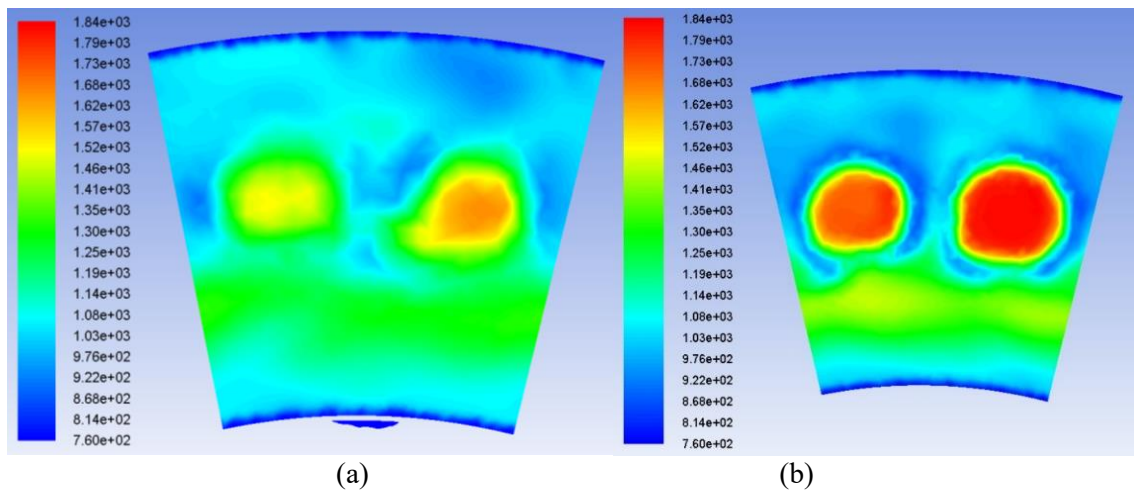 1.84e+03
1.79e+03
1.73e+03
1.68e+03
1.62e+03
1.57e+03
1.52e+03
1.46e+03
1.41e+03
1.35e+03
1.30e+03
1.25e+03
1.19e+03
1.14e+03
1.08e+03
1.03e+03
9.76e+02
9.22e+02
8.68e+02
8.14e+02
7.60e+02
(a)
1.84e+03
1.79e+03
1.73e+03
1.68e+03
1.62e+03
1.57e+03
1.52e+03
1.46e+03
1.41e+03
1.35e+03
1.30e+03
1.25e+03
1.19e+03
1.14e+03
1.08e+03
1.03e+03
9.76e+02
9.22e+02
8.68e+02
8.14e+02
7.60e+02
(b)